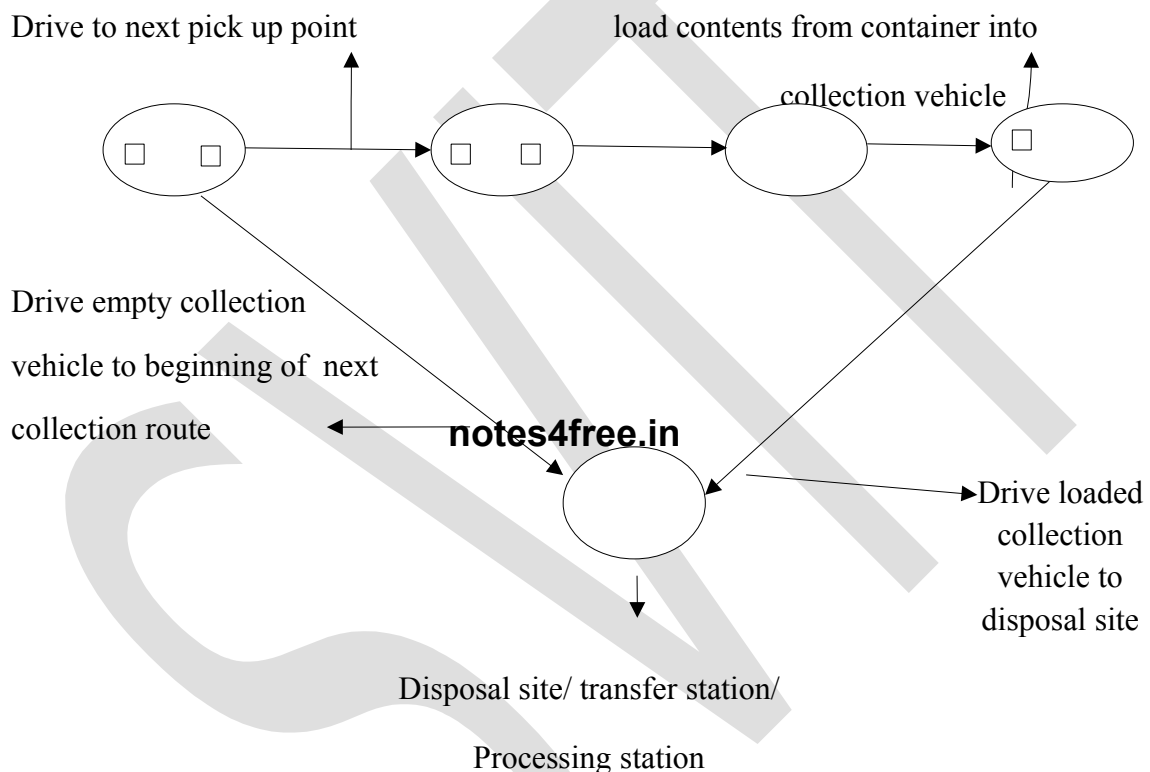 Drive to next pick up point
load contents from container into
collection vehicle
Drive empty collection
vehicle to beginning of next
collection route
notes4free.in
Drive loaded
collection
vehicle to
disposal site
Disposal site/ transfer station/
Processing station
SVIT